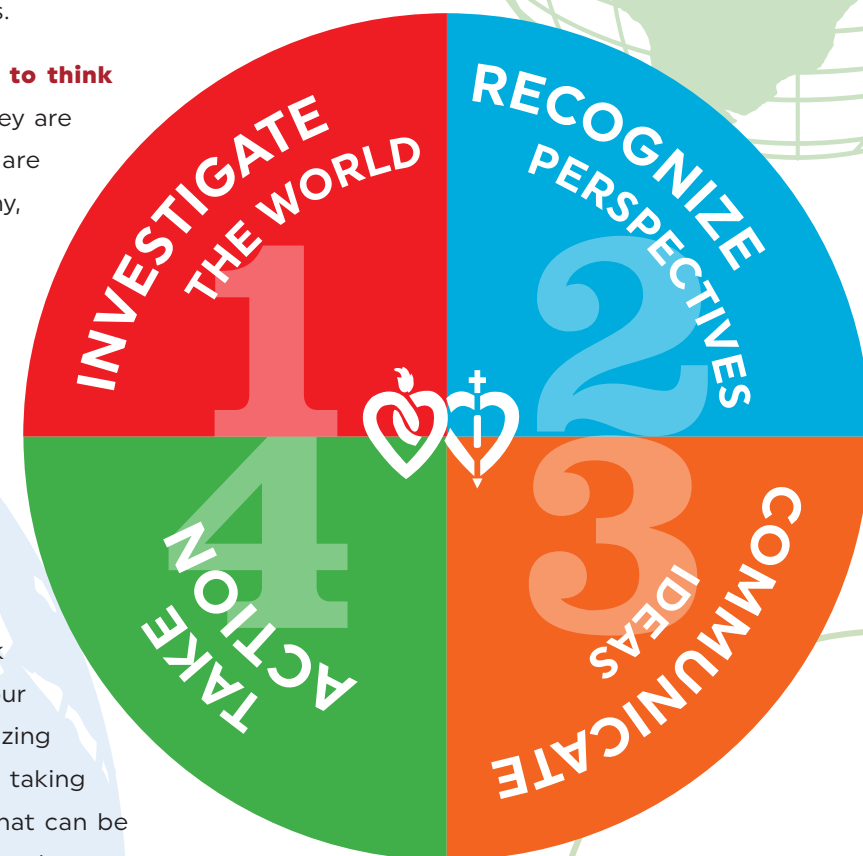 s.
to think
ey are
are
ny,
ur
zing
taking
hat can be
INVESTIGATE
THE WORLD
1
RECOGNIZE
PERSPECTIVES
2
COMMUNICATE
IDEAS
3
TAKE
ACTION
4